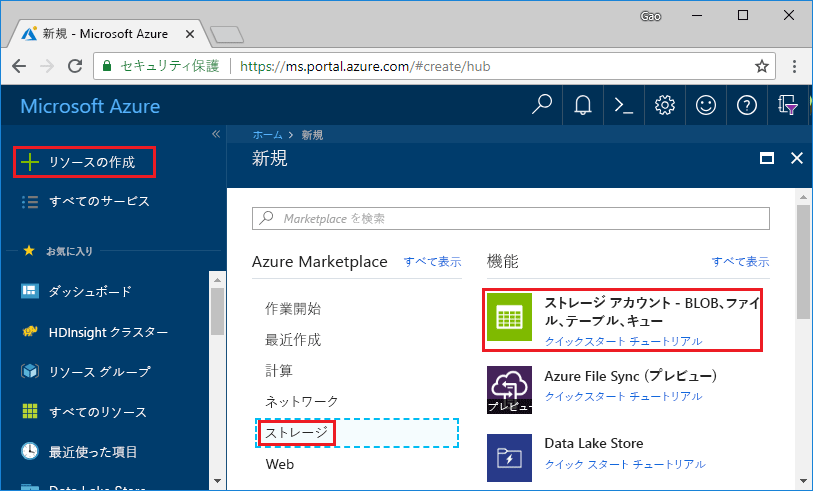 Gao
新規 - Microsoft Azure
セキュリティ保護
https://ms.portal.azure.com/#create/hub
Microsoft Azure
ホーム > 新規
新規
リソースの作成
すべてのサービス
お気に入り
ダッシュボード
HDInsight クラスター
リソース グループ
すべてのリソース
最近使った項目
Data Lake Store
Marketplace を検索
Azure Marketplace
すべて表示
作業開始
最近作成
計算
ネットワーク
ストレージ
Web
機能
すべて表示
ストレージ アカウント - BLOB、ファイ
ル、テーブル、キュー
クイックスタート チュートリアル
プレビュー
Azure File Sync (プレビュー)
クイックスタート チュートリアル
Data Lake Store
クイック スタート チュートリアル